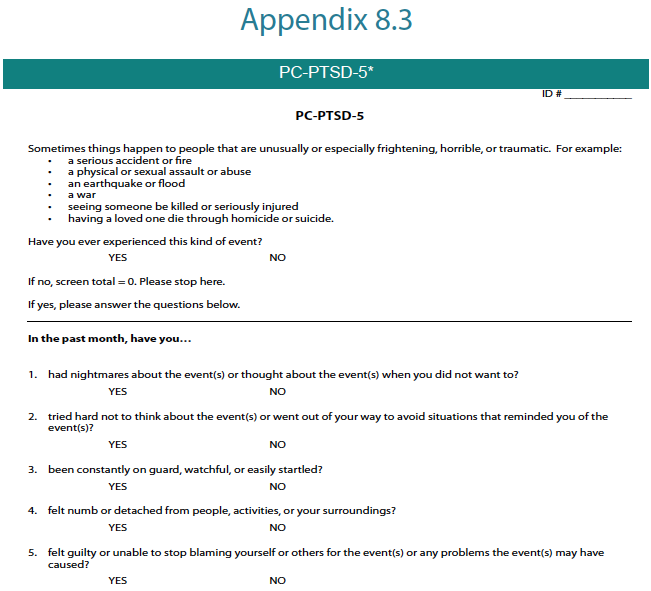 Appendix 8.3
PC-PTSD-5*
ID # ____________
PC-PTSD-5
Sometimes things happen to people that are unusually or especially frightening, horrible, or traumatic. For example:
• a serious accident or fire
• a physical or sexual assault or abuse
• an earthquake or flood
• a war
• seeing someone be killed or seriously injured
• having a loved one die through homicide or suicide.
Have you ever experienced this kind of event?
YES NO
If no, screen total = 0. Please stop here.
If yes, please answer the questions below.
In the past month, have you…
1. had nightmares about the event(s) or thought about the event(s) when you did not want to?
YES NO
2. tried hard not to think about the event(s) or went out of your way to avoid situations that reminded you of the
event(s)?
YES NO
3. been constantly on guard, watchful, or easily startled?
YES NO
4. felt numb or detached from people, activities, or your surroundings?
YES NO
5. felt guilty or unable to stop blaming yourself or others for the event(s) or any problems the event(s) may have
caused?
YES NO